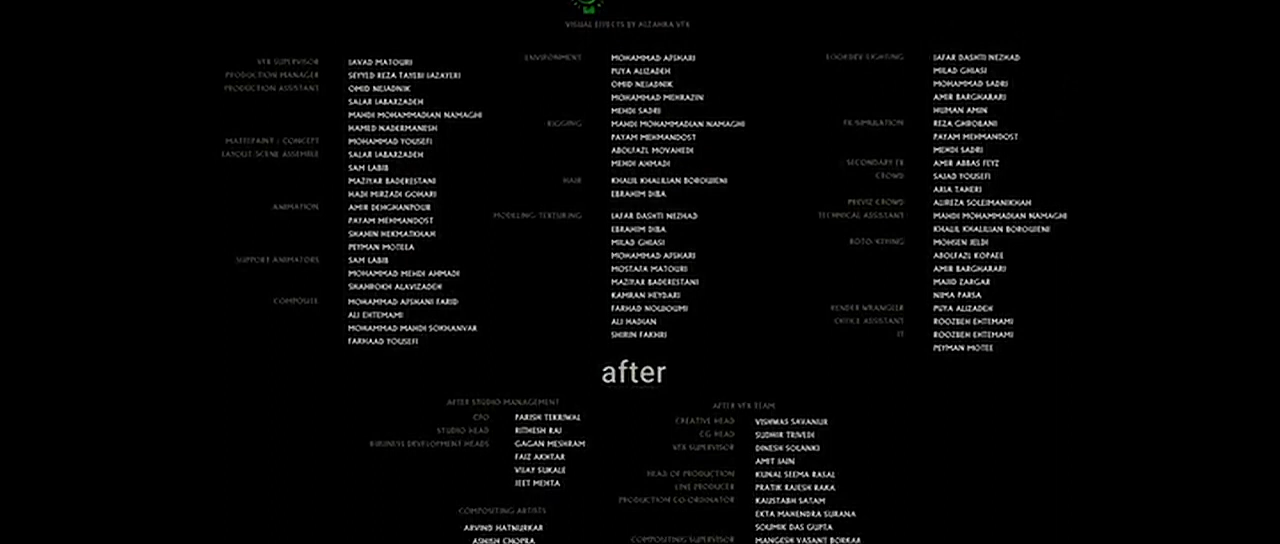 VISUAL EFFECTS BY ALZAHRA VFX
VFX SUPERVISOR JAVAD MATOURI
PRODUCTION MANAGER SEYYED REZA TAYEBI JAZAYERI
PRODUCTION ASSISTANT OMID NEJADNIK
SALAR JABARZADEH
MAHDI MOHAMMADIAN NAMAGHI
HAMED NADERMANESH
MATTEPAINT / CONCEPT MOHAMMAD YOUSEFI
LAYOUT/SCENE ASSEMBLE SALAR JABARZADEH
SAM LABIB
MAZIYAR BADERESTANI
HADI MIRZADI GOHARI
ANIMATION AMIR DEHGHANPOUR
PAYAM MEHMANDOST
SHAHIN HEKMATKHAH
PEYMAN MOTELA
SUPPORT ANIMATORS SAM LABIB
MOHAMMAD MEHDI AHMADI
SHAHROKH ALAVIZADEH
COMPOSITE MOHAMMAD AFSHANI FARID
ALI EHTEMAMI
MOHAMMAD MAHDI SOKHANVAR
FARHAAD YOUSEFI
ENVIRONMENT MOHAMMAD AFSHARI
PUYA ALIZADEH
OMID NEJADNIK
MOHAMMAD MEHRAZIN
MEHDI SADRI
RIGGING MAHDI MOHAMMADIAN NAMAGHI
PAYAM MEHMANDOST
ABOLFAZL MOVAHEDI
MEHDI AHMADI
HAIR KHALIL KHALILIAN BOROUJENI
EBRAHIM DIBA
MODELING/TEXTURING JAFAR DASHTI NEZHAD
EBRAHIM DIBA
MILAD GHIASI
MOHAMMAD AFSHARI
MOSTAFA MATOURI
MAZIYAR BADERESTANI
KAMRAN HEYDARI
FARHAD NOUDOUMI
ALI HADIAN
SHIRIN FAKHRI
LOOKDEV/LIGHTING JAFAR DASHTI NEZHAD
MILAD GHIASI
MOHAMMAD SADRI
AMIR BARGHARARI
HUMAN AMIN
FX/SIMULATION REZA GHROBANI
PAYAM MEHMANDOST
MEHDI SADRI
SECONDARY FX AMIR ABBAS FEYZ
CROWD SAJAD YOUSEFI
ARIA TAHERI
PREVIZ CROWD ALIREZA SOLEIMANIKHAH
TECHNICAL ASSISTANT MAHDI MOHAMMADIAN NAMAGHI
KHALIL KHALILIAN BOROUJENI
ROTO/KEYING MOHSEN JELDI
ABOLFAZL KOPAEE
AMIR BARGHARARI
MAJID ZARGAR
NIMA PARSA
RENDER WRANGLER PUYA ALIZADEH
OFFICE ASSISTANT ROOZBEH EHTEMAMI
IT ROOZBEH EHTEMAMI
PEYMAN MOTEE
after
AFTER STUDIO MANAGEMENT
CFO PARISH TEKRIWAL
STUDIO HEAD RITHESH RAJ
BUSINESS DEVELOPMENT HEADS GAGAN MESHRAM
FAIZ AKHTAR
VIJAY SUKALE
JEET MEHTA
COMPOSITING ARTISTS
ARVIND HATNURKAR
ASHISH CHOPRA
AFTER VFX TEAM
CREATIVE HEAD VISHWAS SAVANUR
CG HEAD SUDHIR TRIVEDI
VFX SUPERVISOR DINESH SOLANKI
AMIT JAIN
HEAD OF PRODUCTION KUNAL SEEMA RASAL
LINE PRODUCER PRATIK RAJESH RAKA
PRODUCTION CO-ORDINATOR KAUSTABH SATAM
EKTA MAHENDRA SURANA
SOUMIK DAS GUPTA
COMPOSITING SUPERVISOR MANGESH VASANT BORKAR